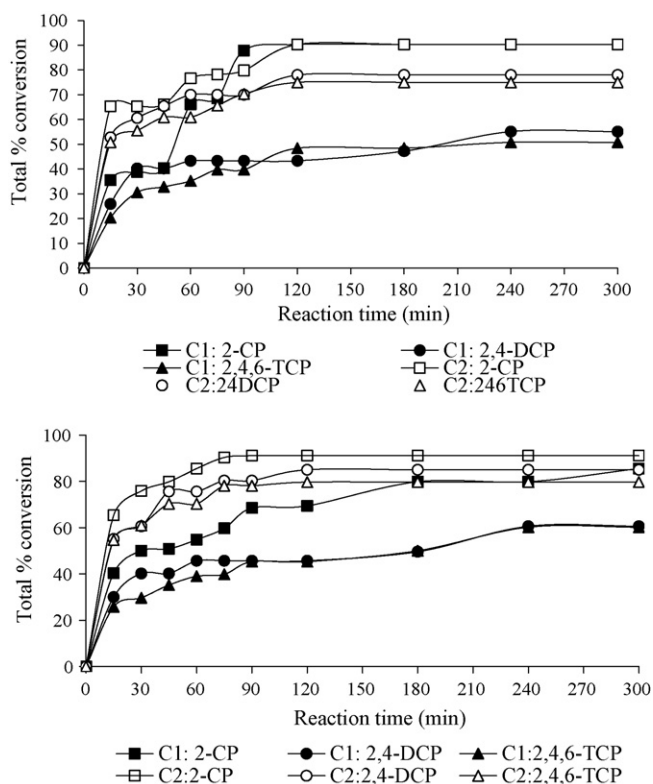 Total % conversion
100
90
80
70
60
50
40
30
20
10
0
0 30 60 90 120 150 180 210 240 270 300
Reaction time (min)
C1: 2-CP C1: 2,4-DCP
C1: 2,4,6-TCP C2: 2-CP
C2:24DCP C2:246TCP
Total % conversion
100
80
60
40
20
0
0 30 60 90 120 150 180 210 240 270 300
Reaction time (min)
C1: 2-CP C1: 2,4-DCP C1:2,4,6-TCP
C2:2-CP C2:2,4-DCP C2:2,4,6-TCP